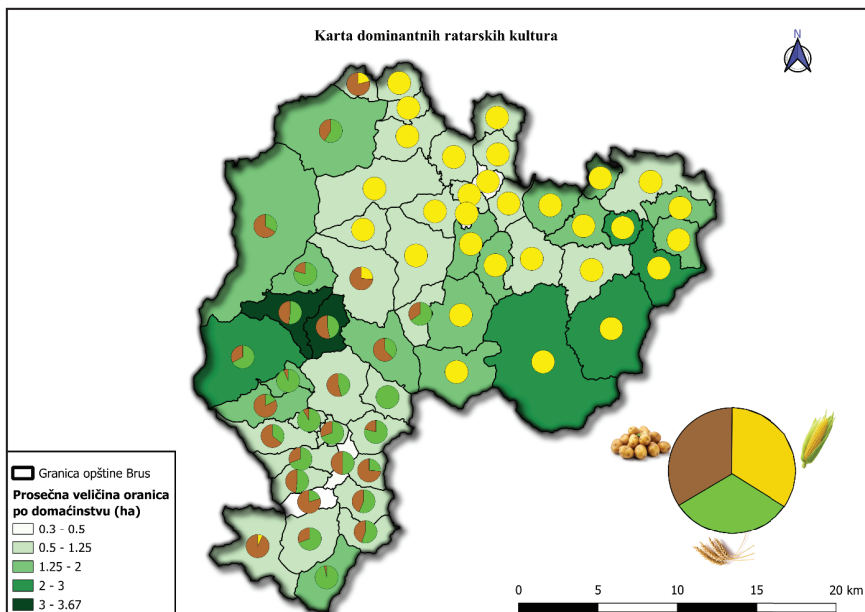 Karta dominantnih ratarskih kultura
N
Granica opštine Brus
Prosečna veličina oranica
po domaćinstvu (ha)
0.3 - 0.5
0.5 - 1.25
1.25 - 2
2 - 3
3 - 3.67
0 5 10 15 20 km